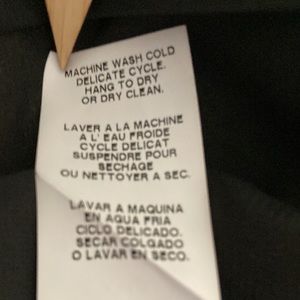 MACHINE WASH COLD
DELICATE CYCLE.
HANG TO DRY
OR DRY CLEAN.
LAVER A LA MACHINE
A L' EAU FROIDE
CYCLE DELICAT
SUSPENDRE POUR
SECHAGE
OU NETTOYER A SEC.
LAVAR A MAQUINA
EN AQUA FRIA
CICLO DELICADO.
SECAR COLGADO
O LAVAR EN SECO.